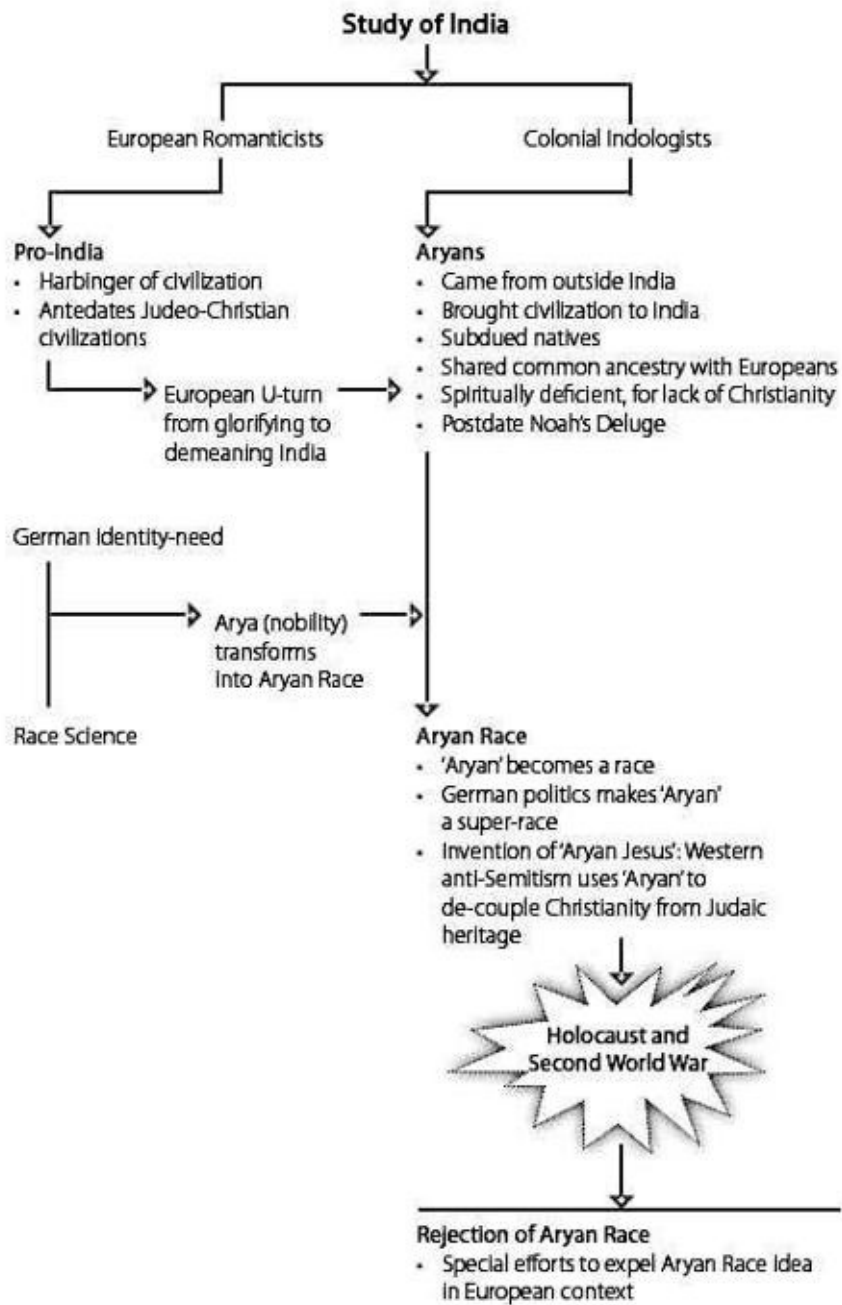 Study of India
European Romanticists
Colonial Indologists
Pro-India
• Harbinger of civilization
• Antedates Judeo-Christian
civilizations
European U-turn
from glorifying to
demeaning India
Aryans
• Came from outside India
• Brought civilization to India
• Subdued natives
• Shared common ancestry with Europeans
• Spiritually deficient, for lack of Christianity
• Postdate Noah's Deluge
German Identity-need
Arya (nobility)
transforms
into Aryan Race
Race Science
Aryan Race
• 'Aryan' becomes a race
• German politics makes 'Aryan'
a super-race
• Invention of 'Aryan Jesus': Western
anti-Semitism uses 'Aryan' to
de-couple Christianity from Judaic
heritage
Holocaust and
Second World War
Rejection of Aryan Race
• Special efforts to expel Aryan Race idea
in European context